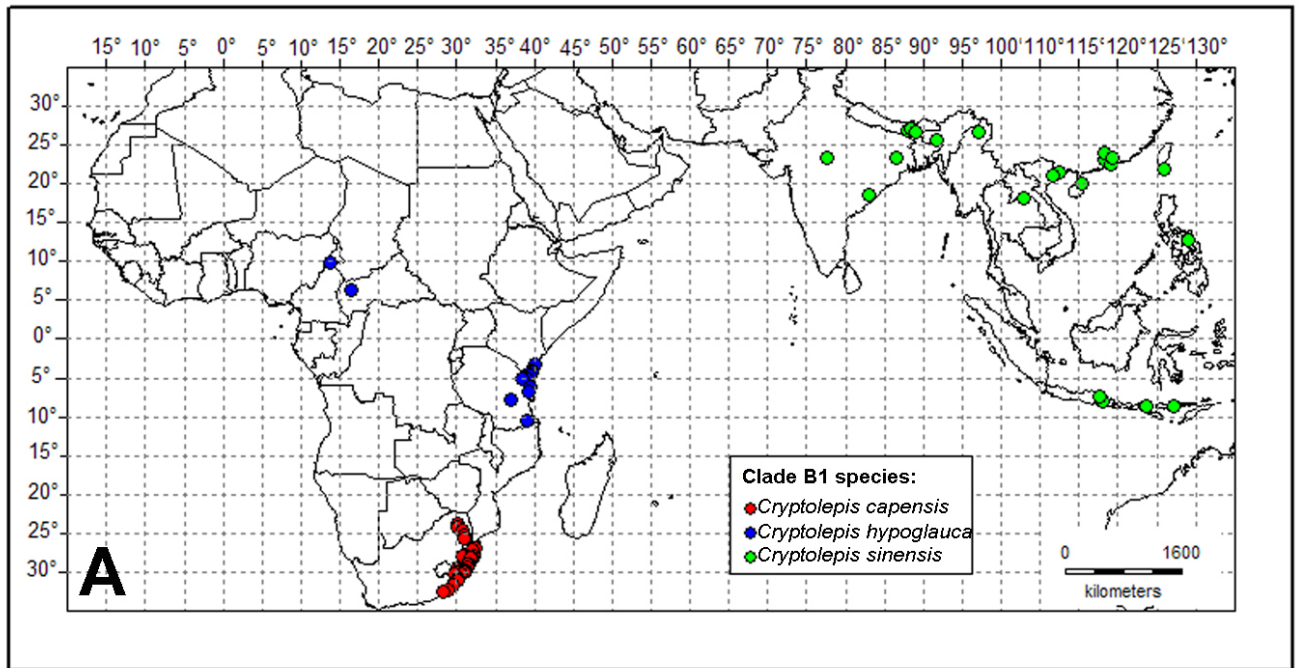 15° 10° 5° 0° 5° 10° 15° 20° 25° 30° 35° 40° 45° 50° 55° 60° 65° 70° 75° 80° 85° 90° 95° 100° 105° 110° 115° 120° 125° 130°
30°
25°
20°
15°
10°
5°
0°
5°
10°
15°
20°
25°
30°
A
Clade B1 species:
Cryptolepis capensis
Cryptolepis hypoglauca
Cryptolepis sinensis
0 1600
kilometers